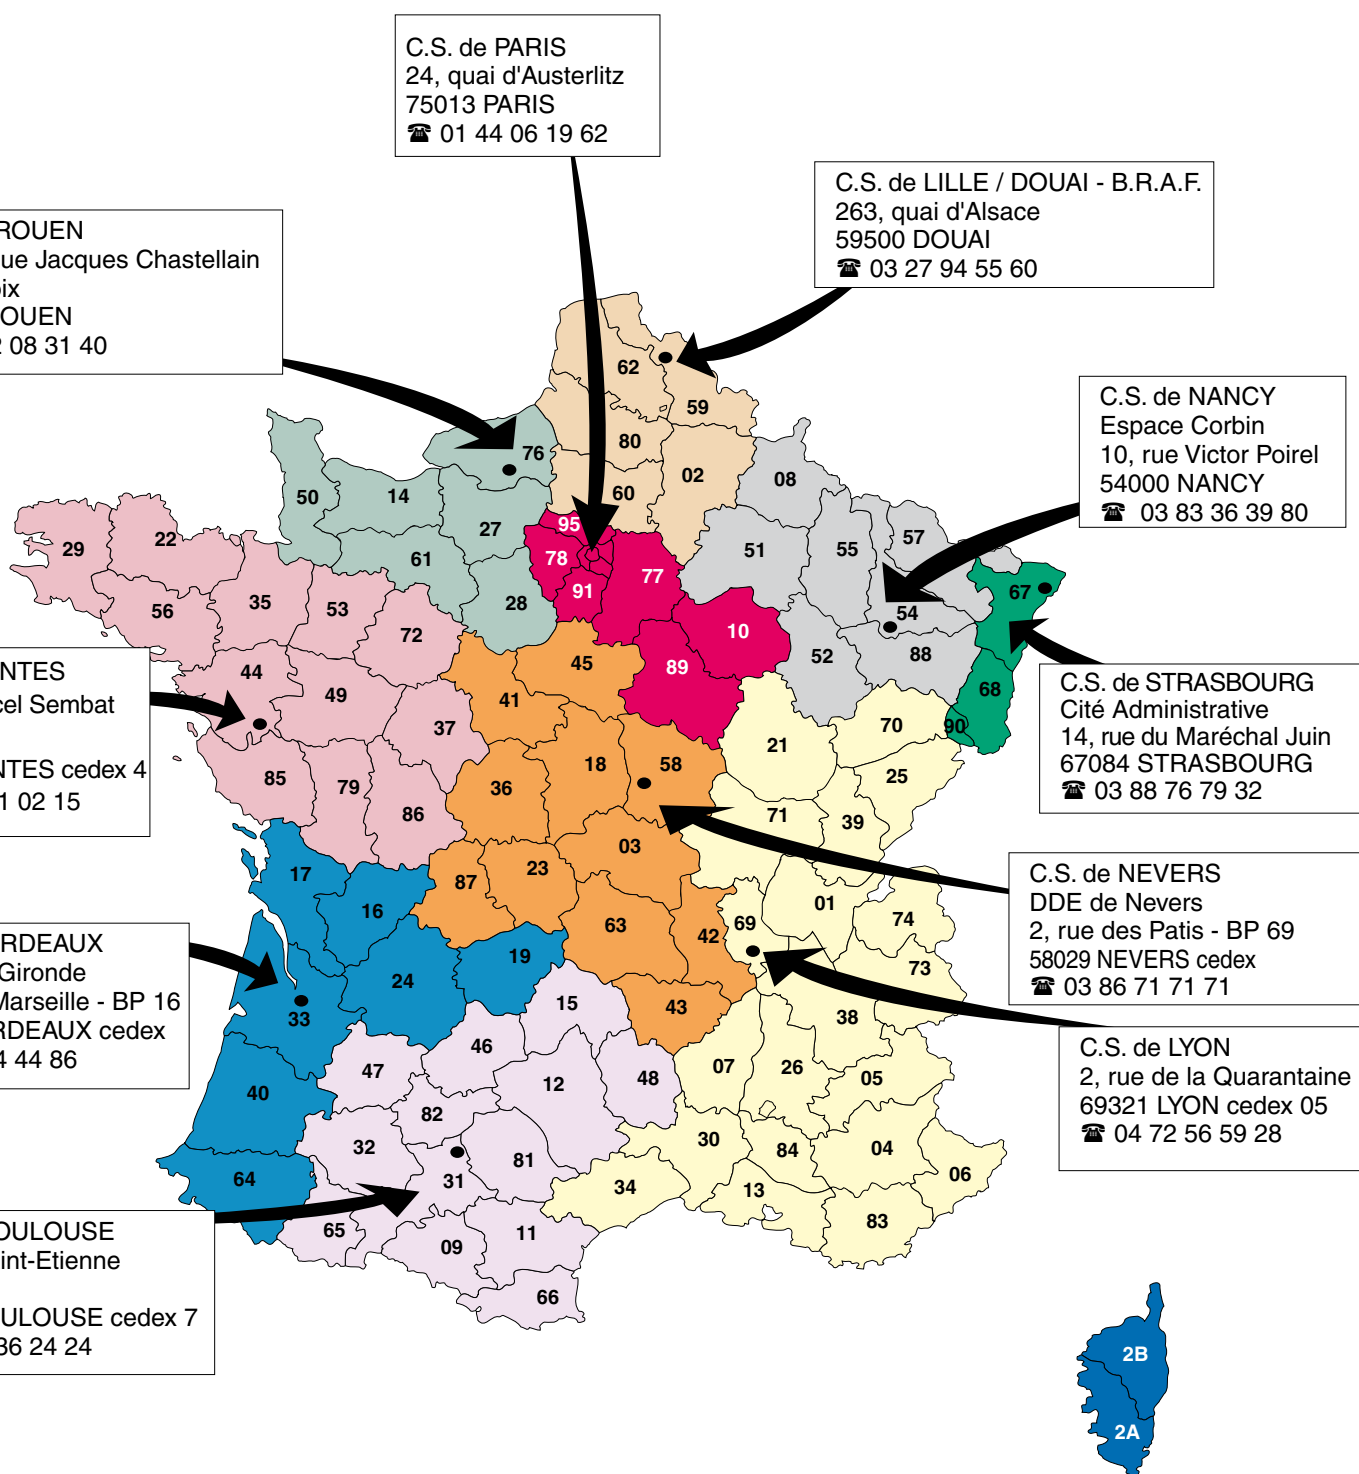 C.S. de PARIS
24, quai d'Austerlitz
75013 PARIS
☎ 01 44 06 19 62
C.S. de LILLE / DOUAI - B.R.A.F.
263, quai d'Alsace
59500 DOUAI
☎ 03 27 94 55 60
ROUEN
Jacques Chastellain
OUEN
08 31 40
C.S. de NANCY
Espace Corbin
10, rue Victor Poirel
54000 NANCY
☎ 03 83 36 39 80
62
59
80
02
60
76
50
14
27
61
28
08
51
55
57
54
52
88
67
68
90
95
78
91
77
10
89
29
22
56
35
53
72
44
49
37
85
79
86
NTES
cel Sembat
NTES cedex 4
1 02 15
C.S. de STRASBOURG
Cité Administrative
14, rue du Maréchal Juin
67084 STRASBOURG
☎ 03 88 76 79 32
45
41
18
58
36
03
23
87
63
42
43
21
70
25
71
39
01
69
74
73
38
07
26
05
30
84
04
06
34
13
83
C.S. de NEVERS
DDE de Nevers
2, rue des Patis - BP 69
58029 NEVERS cedex
☎ 03 86 71 71 71
17
16
24
19
33
40
64
RDEAUX
Gironde
Marseille - BP 16
RDEAUX cedex
4 44 86
C.S. de LYON
2, rue de la Quarantaine
69321 LYON cedex 05
☎ 04 72 56 59 28
15
46
47
12
48
82
32
81
31
65
09
11
66
OULOUSE
int-Etienne
ULOUSE cedex 7
36 24 24
2B
2A